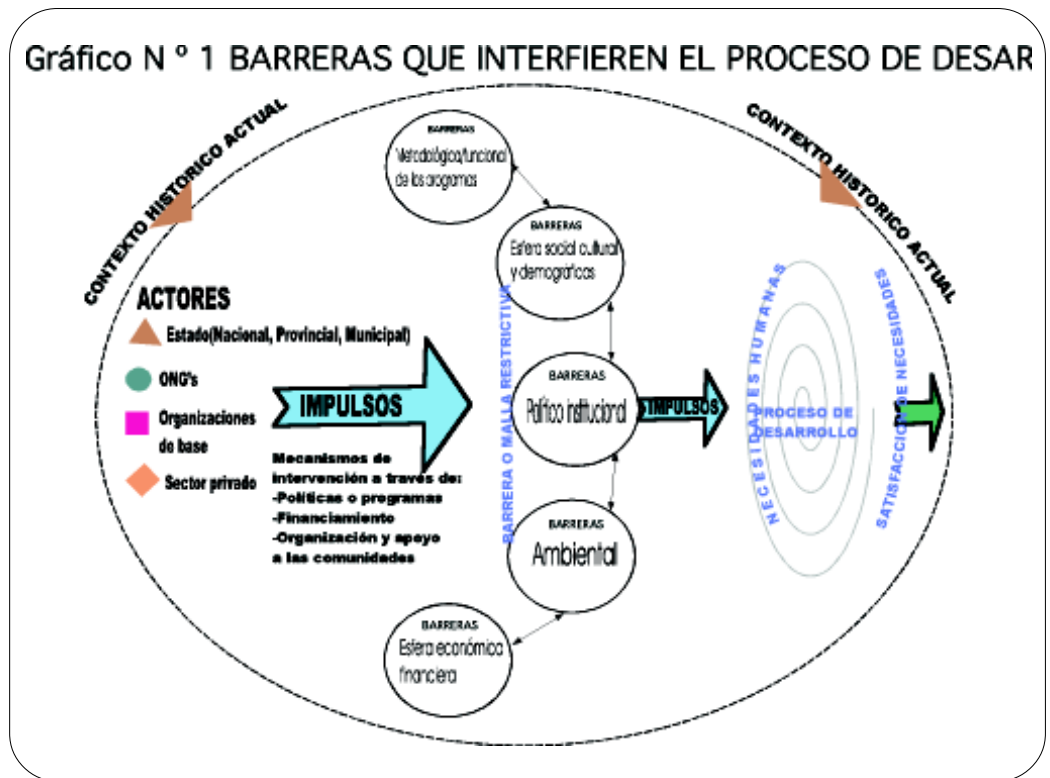 Gráfico N º 1 BARRERAS QUE INTERFIEREN EL PROCESO DE DESAR
CONTEXTO HISTORICO ACTUAL
CONTEXTO HISTORICO ACTUAL
ACTORES
Estado(Nacional, Provincial, Municipal)
ONG"s
Organizaciones
de base
Sector privado
IMPULSOS
Mecanismos de
intervención a través de:
-Políticas o programas
-Financiamiento
-Organización y apoyo
a las comunidades
BARRERA O MALLA RESTRICTIVA
BARRERAS
Metodológica/funcional
de los programas
BARRERAS
Esfera social cultural
y demográficas
BARRERAS
Político institucional
BARRERAS
Ambiental
BARRERAS
Esfera económica
financiera
IMPULSOS
NECESIDADES HUMANAS
PROCESO DE
DESARROLLO
SATISFACCION DE NECESIDADES